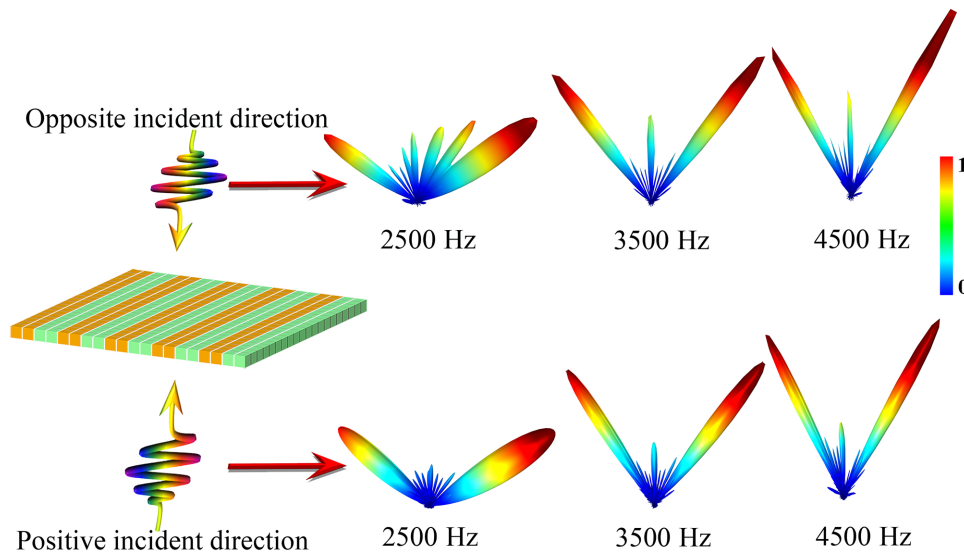 Opposite incident direction
2500 Hz
3500 Hz
4500 Hz
1
0
2500 Hz
3500 Hz
4500 Hz
Positive incident direction